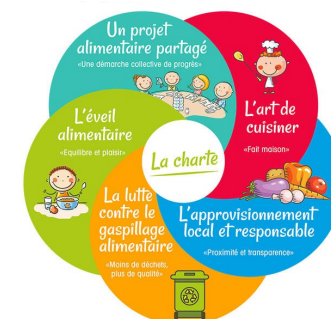 Un projet
alimentaire partagé
«Une démarche collective de progrès»
L'art de
cuisiner
«Fait maison»
L'éveil
alimentaire
«Equilibre et plaisir»
La charte
L'approvisionnement
local et responsable
«Proximité et transparence»
La lutte
contre le
gaspillage
alimentaire
«Moins de déchets,
plus de qualité»